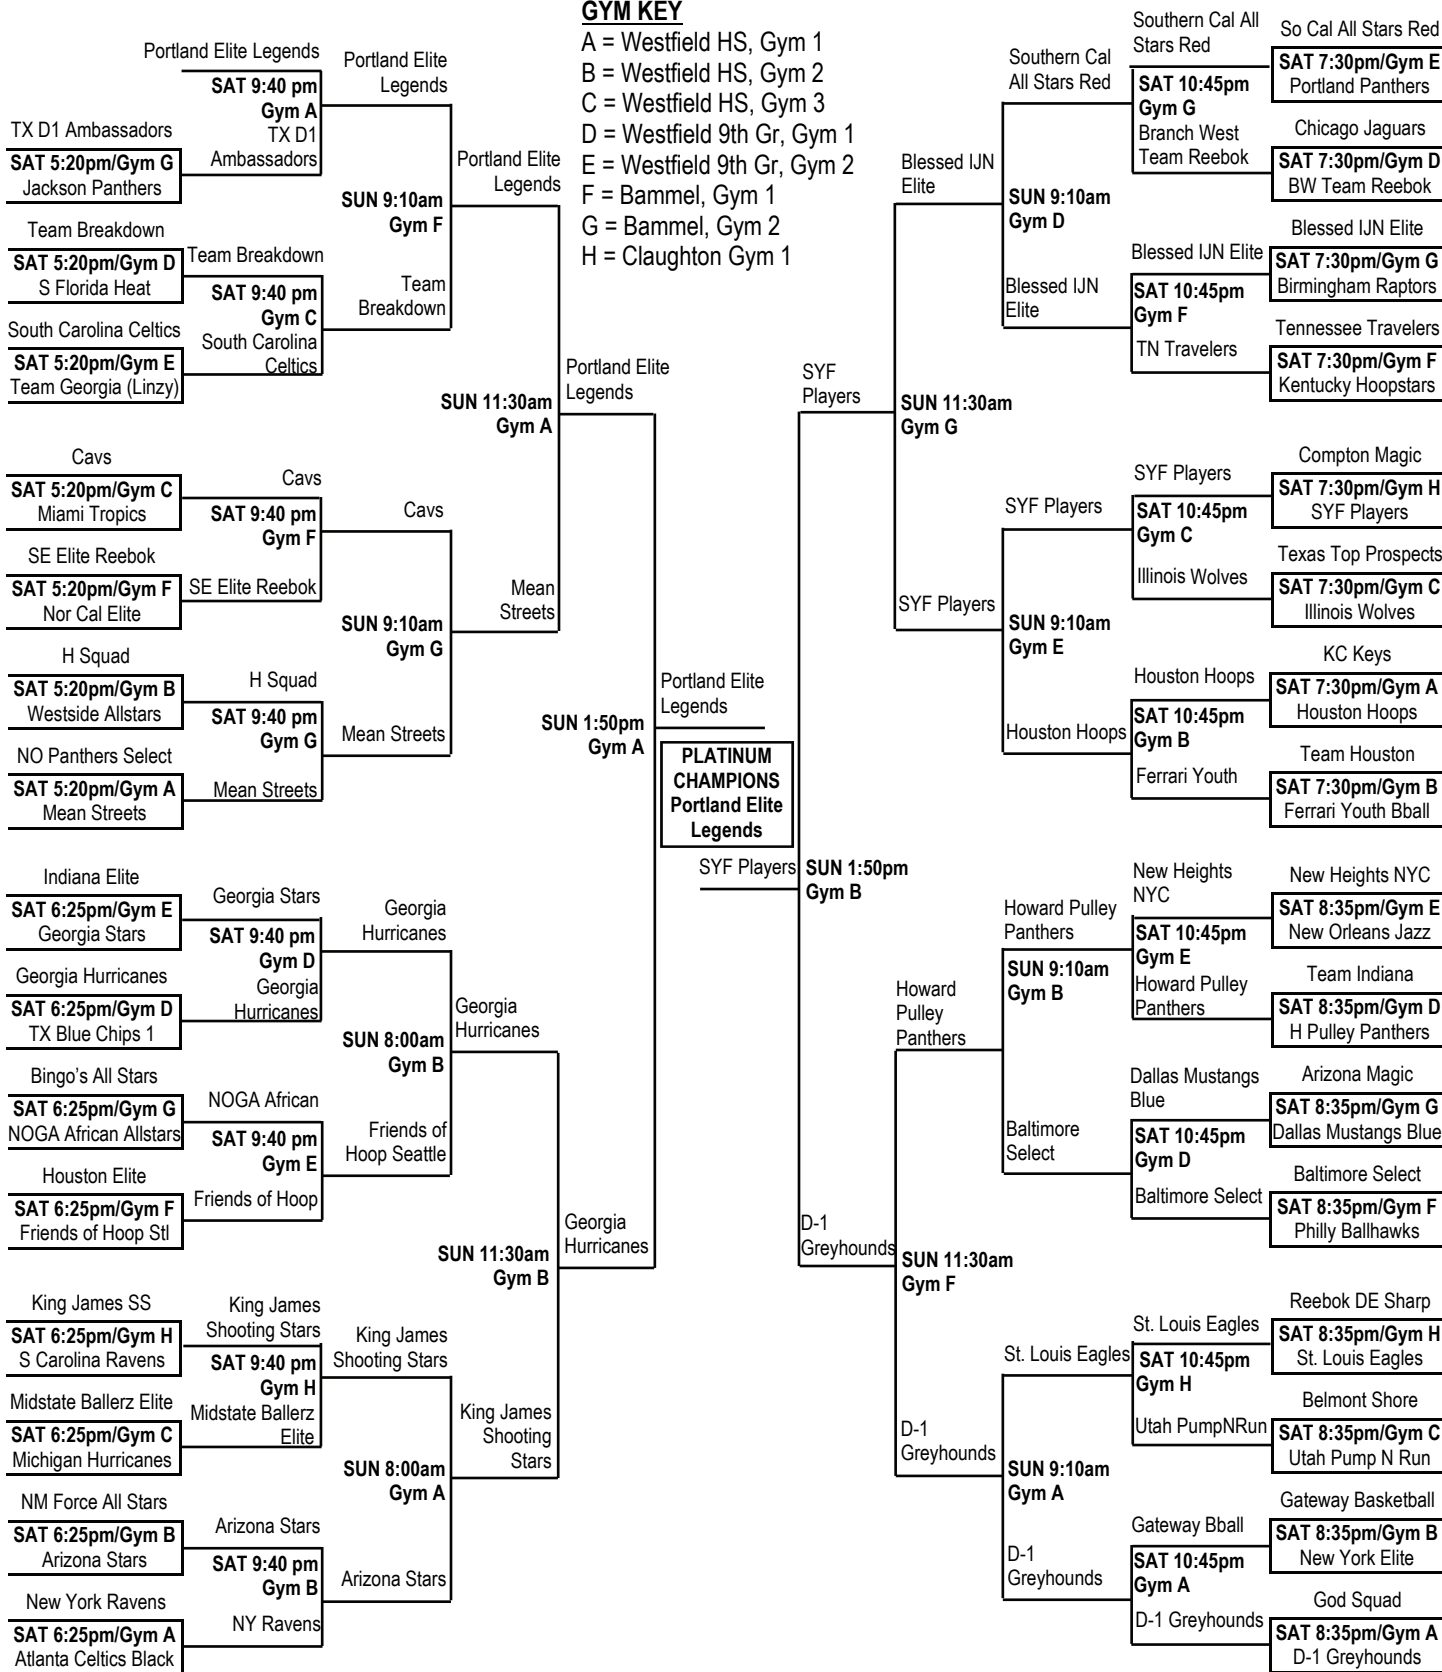 GYM KEY
A = Westfield HS, Gym 1
B = Westfield HS, Gym 2
C = Westfield HS, Gym 3
D = Westfield 9th Gr, Gym 1
E = Westfield 9th Gr, Gym 2
F = Bammel, Gym 1
G = Bammel, Gym 2
H = Claughton Gym 1
TX D1 Ambassadors
SAT 5:20pm/Gym G
Jackson Panthers
Team Breakdown
SAT 5:20pm/Gym D
S Florida Heat
South Carolina Celtics
SAT 5:20pm/Gym E
Team Georgia (Linzy)
Cavs
SAT 5:20pm/Gym C
Miami Tropics
SE Elite Reebok
SAT 5:20pm/Gym F
Nor Cal Elite
H Squad
SAT 5:20pm/Gym B
Westside Allstars
NO Panthers Select
SAT 5:20pm/Gym A
Mean Streets
Indiana Elite
SAT 6:25pm/Gym E
Georgia Stars
Georgia Hurricanes
SAT 6:25pm/Gym D
TX Blue Chips 1
Bingo's All Stars
SAT 6:25pm/Gym G
NOGA African Allstars
Houston Elite
SAT 6:25pm/Gym F
Friends of Hoop Stl
King James SS
SAT 6:25pm/Gym H
S Carolina Ravens
Midstate Ballerz Elite
SAT 6:25pm/Gym C
Michigan Hurricanes
NM Force All Stars
SAT 6:25pm/Gym B
Arizona Stars
New York Ravens
SAT 6:25pm/Gym A
Atlanta Celtics Black
Portland Elite Legends
SAT 9:40 pm
Gym A
TX D1
Ambassadors
Team Breakdown
SAT 9:40 pm
Gym C
South Carolina
Celtics
Cavs
SAT 9:40 pm
Gym F
SE Elite Reebok
H Squad
SAT 9:40 pm
Gym G
Mean Streets
Georgia Stars
SAT 9:40 pm
Gym D
Georgia
Hurricanes
NOGA African
SAT 9:40 pm
Gym E
Friends of Hoop
King James
Shooting Stars
SAT 9:40 pm
Gym H
Midstate Ballerz
Elite
Arizona Stars
SAT 9:40 pm
Gym B
NY Ravens
Portland Elite
Legends
SUN 9:10am
Gym F
Team
Breakdown
Cavs
SUN 9:10am
Gym G
Mean Streets
Georgia
Hurricanes
SUN 8:00am
Gym B
Friends of
Hoop Seattle
King James
Shooting Stars
SUN 8:00am
Gym A
Arizona Stars
Portland Elite
Legends
SUN 11:30am
Gym A
Mean
Streets
Georgia
Hurricanes
SUN 11:30am
Gym B
King James
Shooting
Stars
Portland Elite
Legends
SUN 1:50pm
Gym A
Georgia
Hurricanes
Portland Elite
Legends
PLATINUM
CHAMPIONS
Portland Elite
Legends
SYF Players
SYF
Players
SUN 1:50pm
Gym B
D-1
Greyhounds
Blessed IJN
Elite
SUN 11:30am
Gym G
SYF Players
Howard
Pulley
Panthers
SUN 11:30am
Gym F
D-1
Greyhounds
Southern Cal
All Stars Red
SUN 9:10am
Gym D
Blessed IJN
Elite
SYF Players
SUN 9:10am
Gym E
Houston Hoops
Howard Pulley
Panthers
SUN 9:10am
Gym B
Baltimore
Select
St. Louis Eagles
SUN 9:10am
Gym A
D-1
Greyhounds
Southern Cal All
Stars Red
SAT 10:45pm
Gym G
Branch West
Team Reebok
Blessed IJN Elite
SAT 10:45pm
Gym F
TN Travelers
SYF Players
SAT 10:45pm
Gym C
Illinois Wolves
Houston Hoops
SAT 10:45pm
Gym B
Ferrari Youth
New Heights
NYC
SAT 10:45pm
Gym E
Howard Pulley
Panthers
Dallas Mustangs
Blue
SAT 10:45pm
Gym D
Baltimore Select
St. Louis Eagles
SAT 10:45pm
Gym H
Utah PumpNRun
Gateway Bball
SAT 10:45pm
Gym A
D-1 Greyhounds
So Cal All Stars Red
SAT 7:30pm/Gym E
Portland Panthers
Chicago Jaguars
SAT 7:30pm/Gym D
BW Team Reebok
Blessed IJN Elite
SAT 7:30pm/Gym G
Birmingham Raptors
Tennessee Travelers
SAT 7:30pm/Gym F
Kentucky Hoopstars
Compton Magic
SAT 7:30pm/Gym H
SYF Players
Texas Top Prospects
SAT 7:30pm/Gym C
Illinois Wolves
KC Keys
SAT 7:30pm/Gym A
Houston Hoops
Team Houston
SAT 7:30pm/Gym B
Ferrari Youth Bball
New Heights NYC
SAT 8:35pm/Gym E
New Orleans Jazz
Team Indiana
SAT 8:35pm/Gym D
H Pulley Panthers
Arizona Magic
SAT 8:35pm/Gym G
Dallas Mustangs Blue
Baltimore Select
SAT 8:35pm/Gym F
Philly Ballhawks
Reebok DE Sharp
SAT 8:35pm/Gym H
St. Louis Eagles
Belmont Shore
SAT 8:35pm/Gym C
Utah Pump N Run
Gateway Basketball
SAT 8:35pm/Gym B
New York Elite
God Squad
SAT 8:35pm/Gym A
D-1 Greyhounds